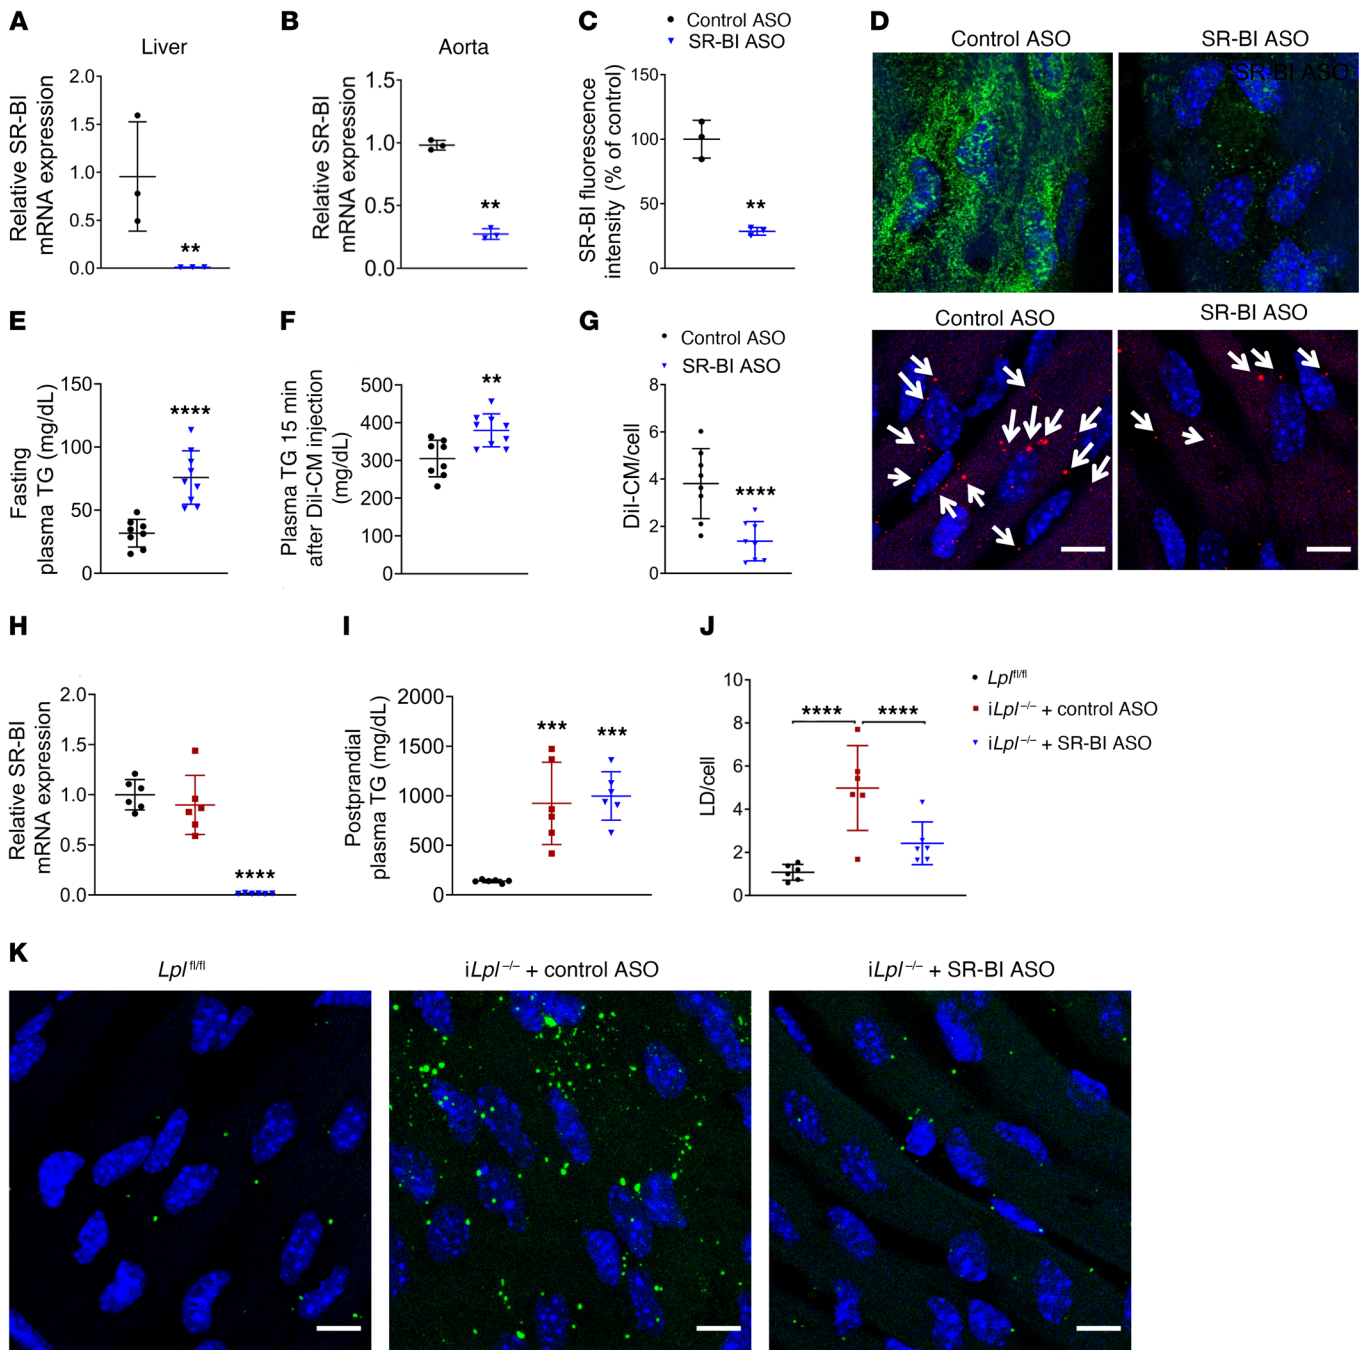 A
Liver
Relative SR-BI
mRNA expression
2.0
1.5
1.0
0.5
0.0
**
B
Aorta
Relative SR-BI
mRNA expression
1.5
1.0
0.5
0.0
**
C
Control ASO
SR-BI ASO
SR-BI fluorescence
intensity (% of control)
150
100
50
0
**
D
Control ASO
SR-BI ASO
SR-BI ASO
Control ASO
SR-BI ASO
E
Fasting
plasma TG (mg/dL)
150
100
50
0
****
F
Plasma TG 15 min
after Dil-CM injection
(mg/dL)
500
400
300
200
100
0
**
G
Control ASO
SR-BI ASO
Dil-CM/cell
8
6
4
2
0
****
H
Relative SR-BI
mRNA expression
2.0
1.5
1.0
0.5
0.0
****
I
Postprandial
plasma TG (mg/dL)
2000
1500
1000
500
0
***
***
J
LD/cell
10
8
6
4
2
0
****
****
Lpl fl/fl
iLpl –/– + control ASO
iLpl –/– + SR-BI ASO
K
Lpl fl/fl
iLpl –/– + control ASO
iLpl –/– + SR-BI ASO